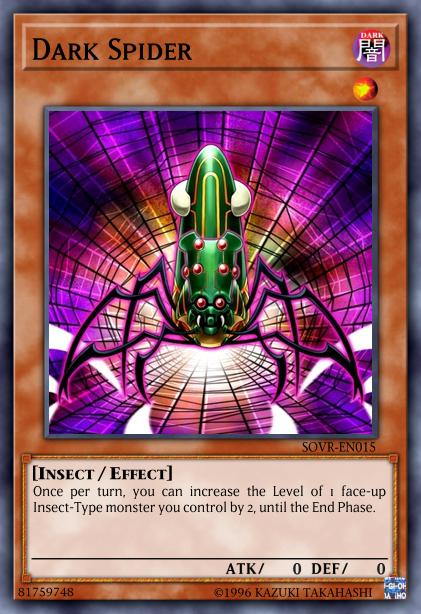 DARK SPIDER
DARK
闇
SOVR-EN015
[INSECT / EFFECT]
Once per turn, you can increase the Level of 1 face-up
Insect-Type monster you control by 2, until the End Phase.
ATK/ 0 DEF/ 0
81759748 ©1996 KAZUKI TAKAHASHI